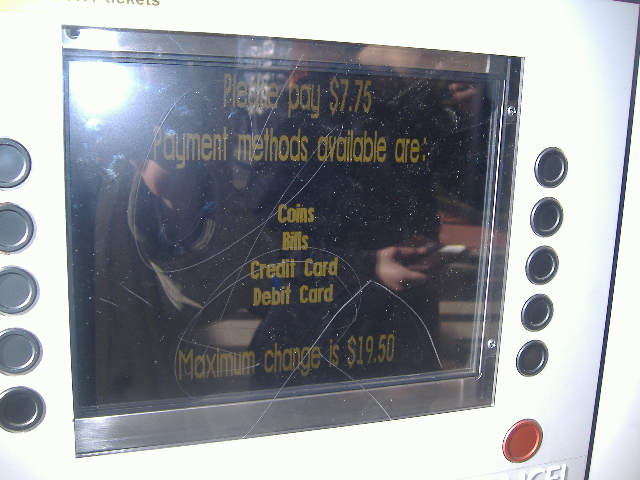 tickets
Please pay $7.75
Payment methods available are:
Coins
Bills
Credit Card
Debit Card
Maximum change is $19.50